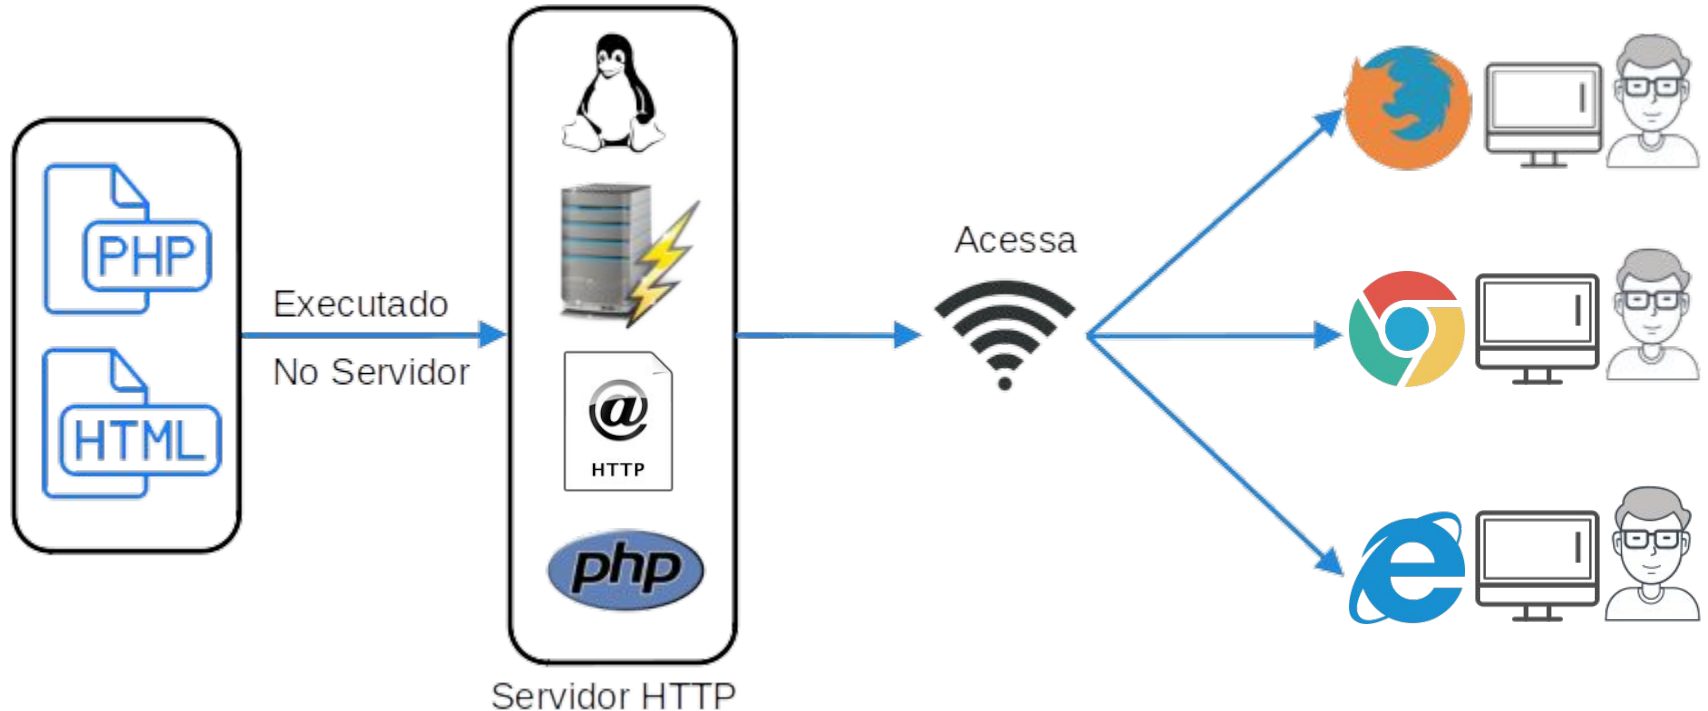 PHP
HTML
Executado
No Servidor
@
HTTP
php
Servidor HTTP
Acessa